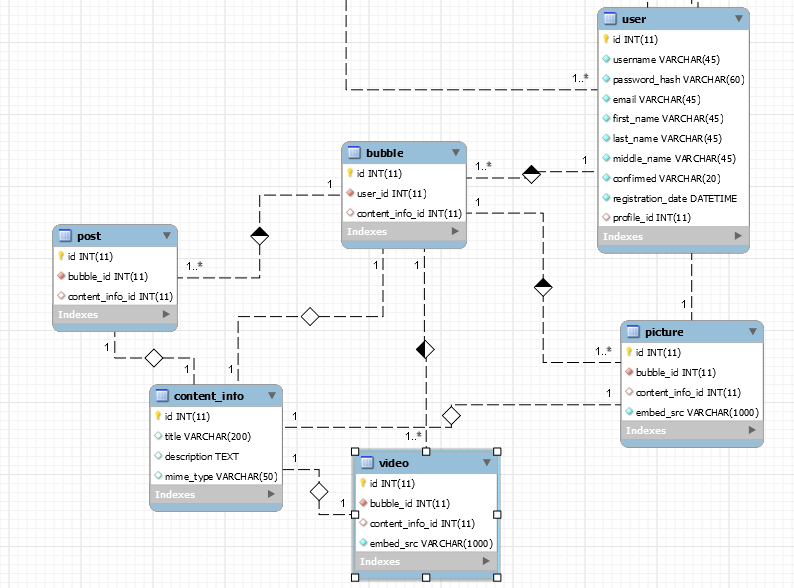 user
id INT(11)
username VARCHAR(45)
password_hash VARCHAR(60)
email VARCHAR(45)
first_name VARCHAR(45)
last_name VARCHAR(45)
middle_name VARCHAR(45)
confirmed VARCHAR(20)
registration_date DATETIME
profile_id INT(11)
Indexes
1..*
bubble
id INT(11)
user_id INT(11)
content_info_id INT(11)
Indexes
1..*
1
1
1
post
id INT(11)
bubble_id INT(11)
content_info_id INT(11)
Indexes
1..*
1
1
1
picture
id INT(11)
bubble_id INT(11)
content_info_id INT(11)
embed_src VARCHAR(1000)
Indexes
1
1..*
1
content_info
id INT(11)
title VARCHAR(200)
description TEXT
mime_type VARCHAR(50)
Indexes
1
1
1
1
1
video
id INT(11)
bubble_id INT(11)
content_info_id INT(11)
embed_src VARCHAR(1000)
Indexes
1..*
1